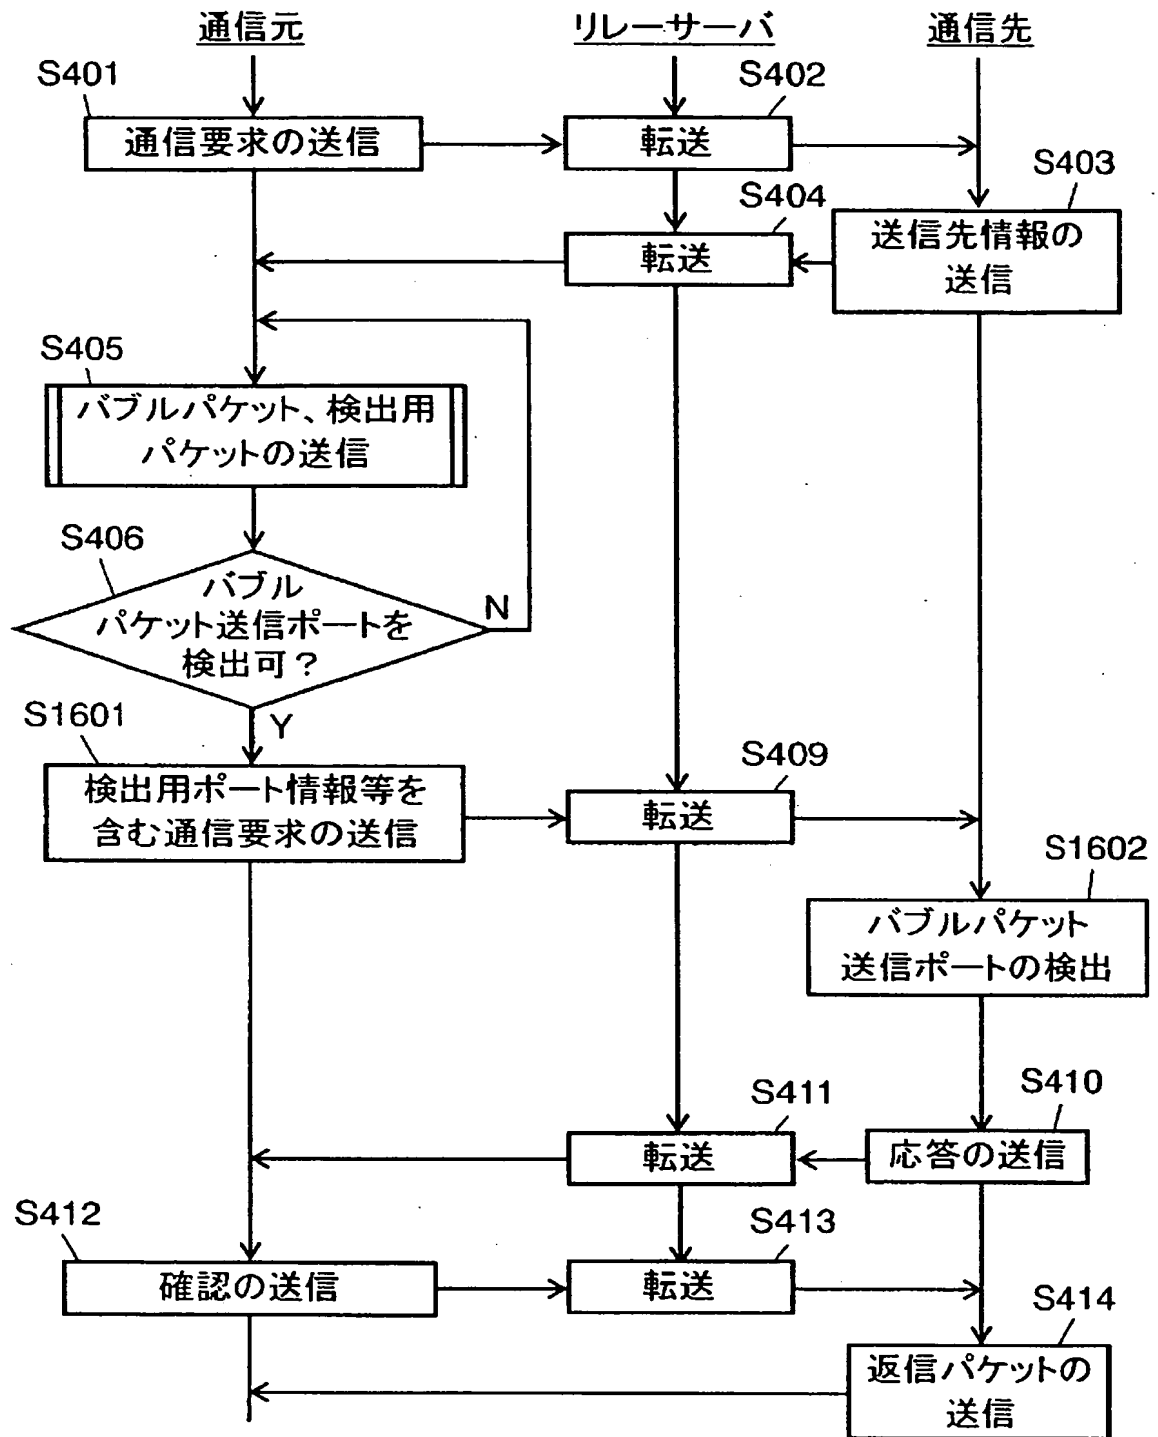 通信元
リレーサーバ
通信先
S401
S402
通信要求の送信
転送
S403
S404
送信先情報の
送信
転送
S405
バブルパケット、検出用
パケットの送信
S406
バブル
パケット送信ポートを
検出可?
N
Y
S1601
検出用ポート情報等を
含む通信要求の送信
S409
転送
S1602
バブルパケット
送信ポートの検出
S410
S411
応答の送信
転送
S412
S413
確認の送信
転送
S414
返信パケットの
送信